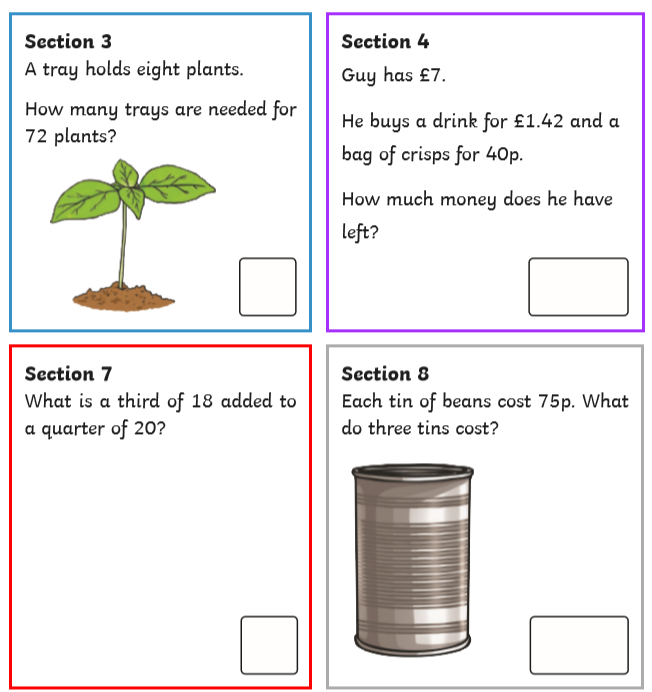 Section 3
A tray holds eight plants.
How many trays are needed for
72 plants?
Section 4
Guy has £7.
He buys a drink for £1.42 and a
bag of crisps for 40p.
How much money does he have
left?
Section 7
What is a third of 18 added to
a quarter of 20?
Section 8
Each tin of beans cost 75p. What
do three tins cost?